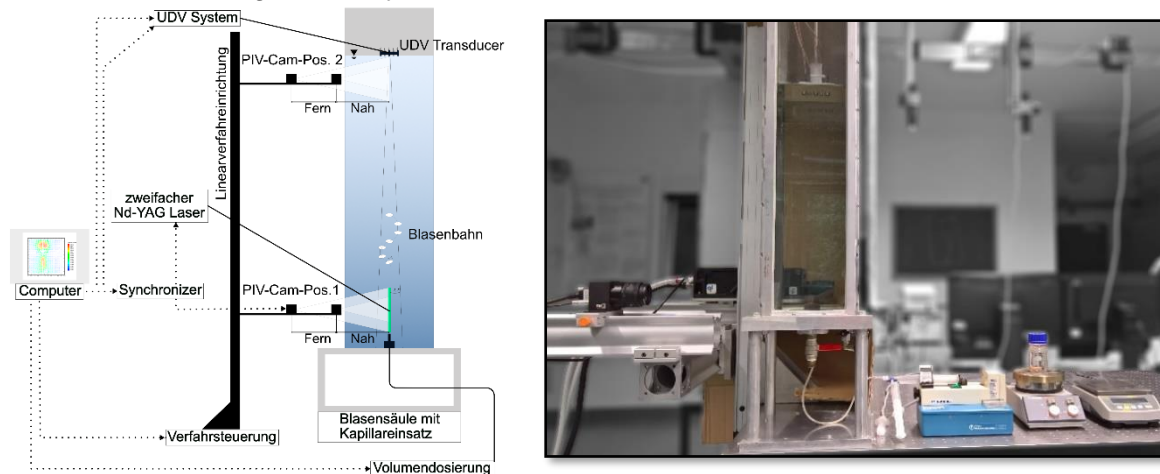 UDV System
UDV Transducer
PIV-Cam-Pos. 2
Linearverfahreinrichtung
Fern
Nah
zweifacher
Nd-YAG Laser
Blasenbahn
Computer
Synchronizer
PIV-Cam-Pos.1
Fern
Nah
Blasensäule mit
Kapillareinsatz
Verfahrsteuerung
Volumendosierung